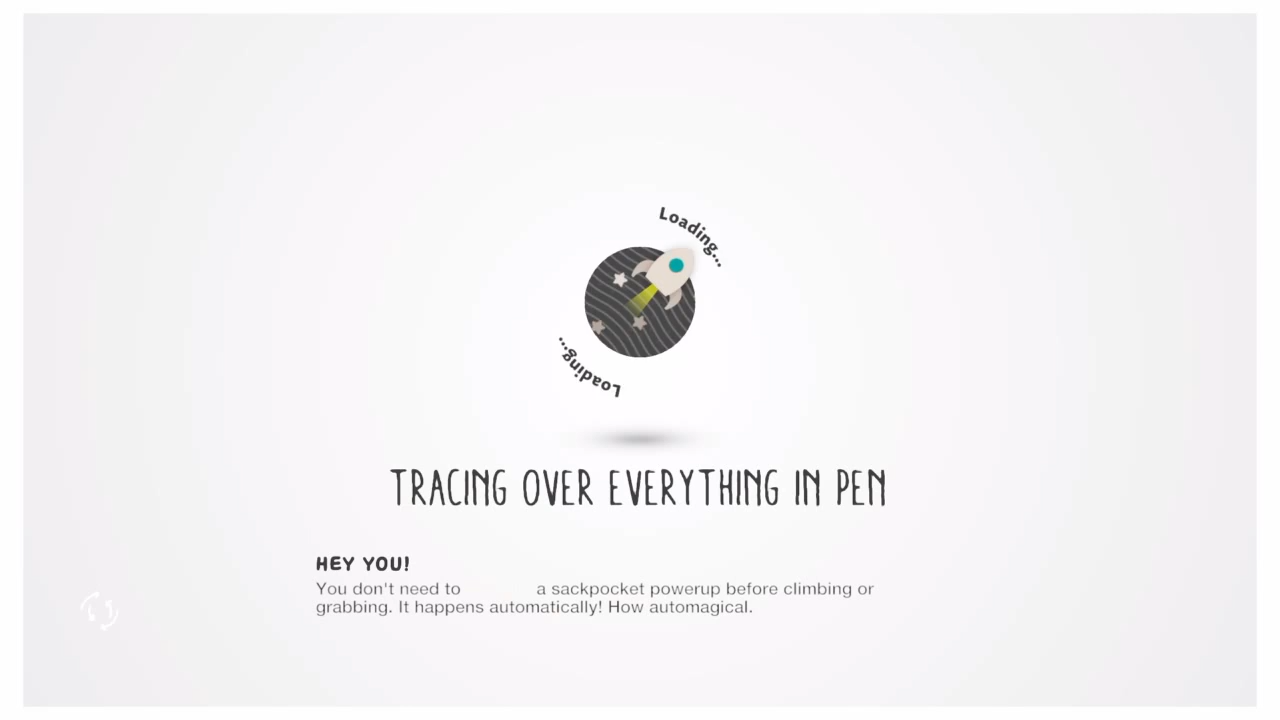 Loading...
Loading...
TRACING OVER EVERYTHING IN PEN
HEY YOU!
You don't need to a sackpocket powerup before climbing or
grabbing. It happens automatically! How automagical.